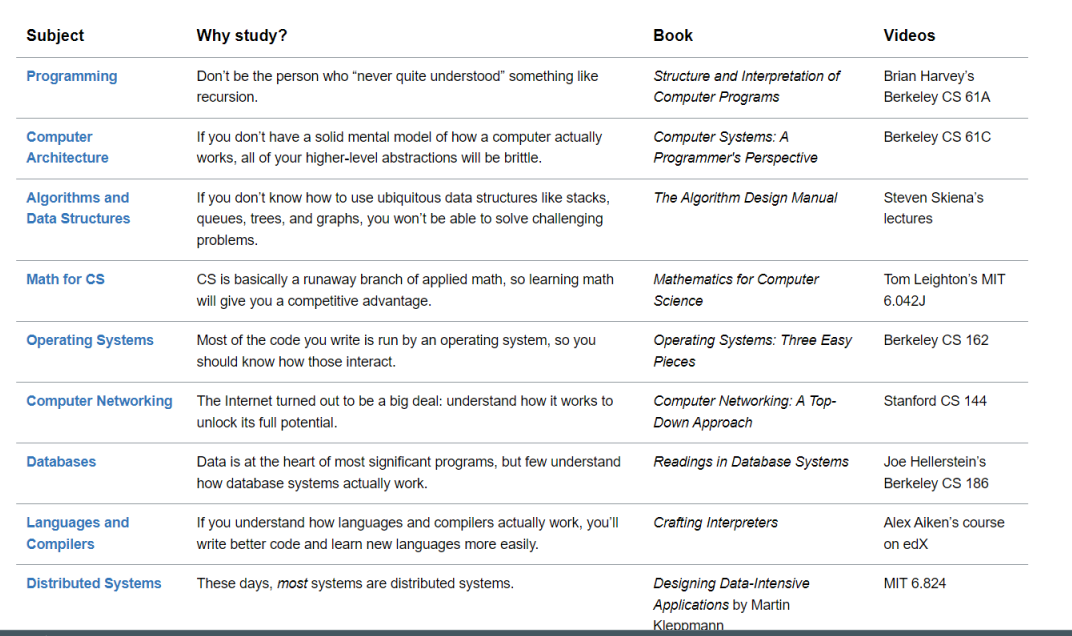 Subject Why study? Book Videos
Programming Don’t be the person who “never quite understood” something like Structure and Interpretation of Brian Harvey’s
recursion. Computer Programs Berkeley CS 61A
Computer If you don’t have a solid mental model of how a computer actually Computer Systems: A Berkeley CS 61C
Architecture works, all of your higher-level abstractions will be brittle. Programmer's Perspective
Algorithms and If you don’t know how to use ubiquitous data structures like stacks, The Algorithm Design Manual Steven Skiena’s
Data Structures queues, trees, and graphs, you won’t be able to solve challenging lectures
problems.
Math for CS CS is basically a runaway branch of applied math, so learning math Mathematics for Computer Tom Leighton’s MIT
will give you a competitive advantage. Science 6.042J
Operating Systems Most of the code you write is run by an operating system, so you Operating Systems: Three Easy Berkeley CS 162
should know how those interact. Pieces
Computer Networking The Internet turned out to be a big deal: understand how it works to Computer Networking: A Top- Stanford CS 144
unlock its full potential. Down Approach
Databases Data is at the heart of most significant programs, but few understand Readings in Database Systems Joe Hellerstein’s
how database systems actually work. Berkeley CS 186
Languages and If you understand how languages and compilers actually work, you’ll Crafting Interpreters Alex Aiken’s course
Compilers write better code and learn new languages more easily. on edX
Distributed Systems These days, most systems are distributed systems. Designing Data-Intensive MIT 6.824
Applications by Martin
Kleppmann